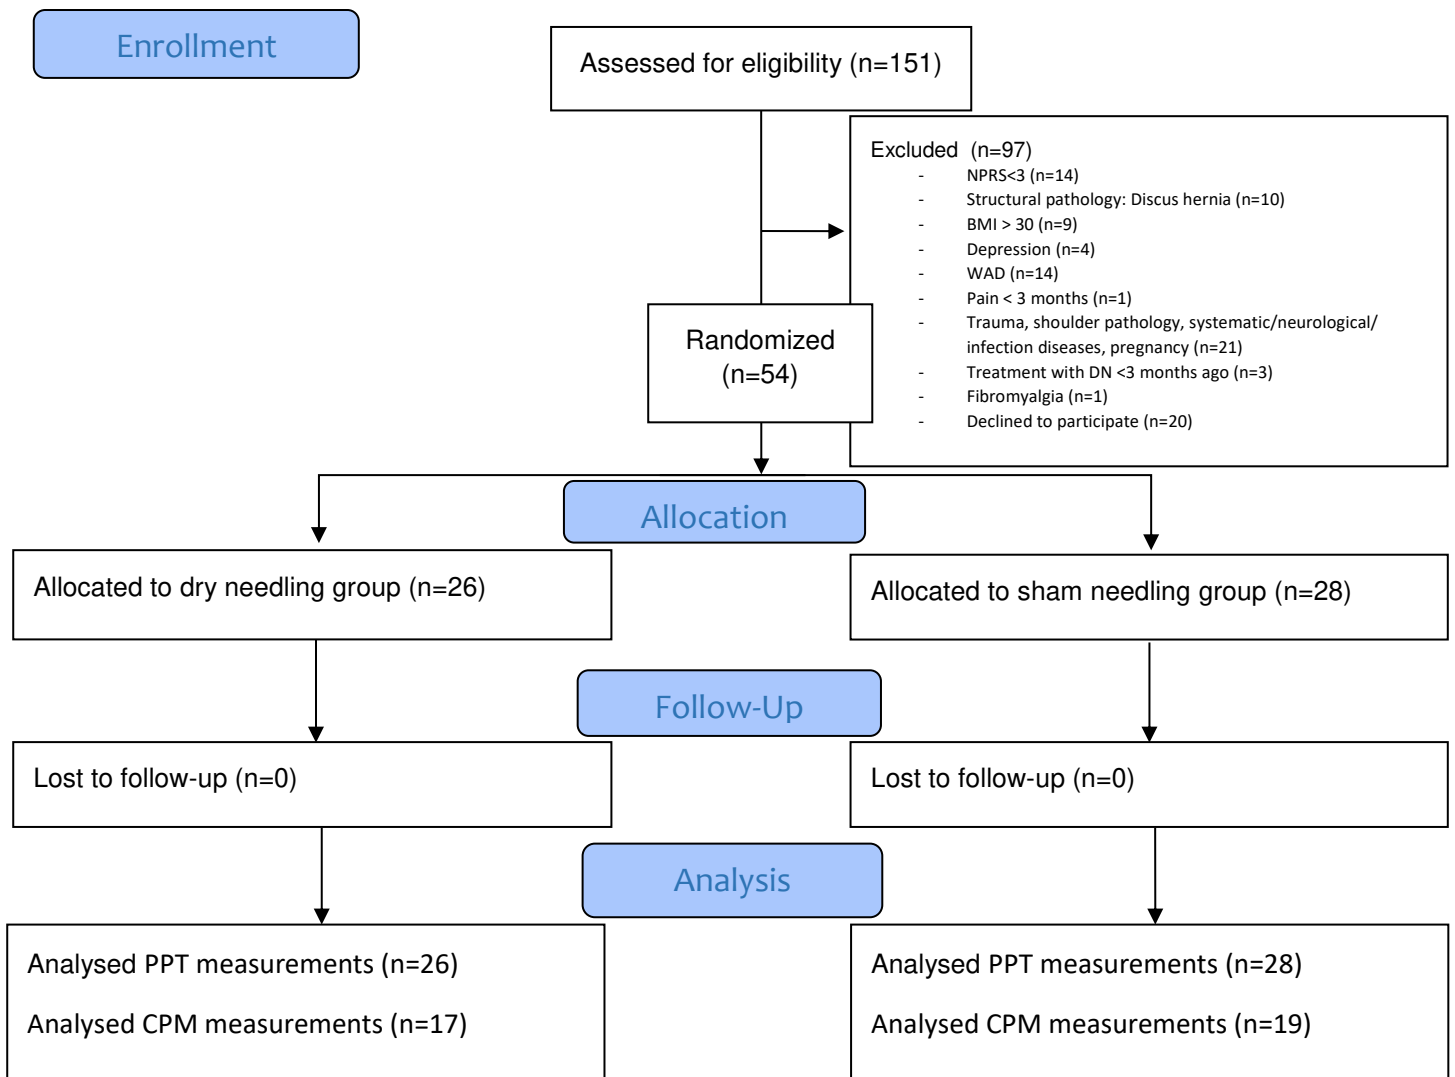 Enrollment
Assessed for eligibility (n=151)
Excluded (n=97)
- NPRS<3 (n=14)
- Structural pathology: Discus hernia (n=10)
- BMI > 30 (n=9)
- Depression (n=4)
- WAD (n=14)
- Pain < 3 months (n=1)
- Trauma, shoulder pathology, systematic/neurological/
infection diseases, pregnancy (n=21)
- Treatment with DN <3 months ago (n=3)
- Fibromyalgia (n=1)
- Declined to participate (n=20)
Randomized
(n=54)
Allocation
Allocated to dry needling group (n=26)
Allocated to sham needling group (n=28)
Follow-Up
Lost to follow-up (n=0)
Lost to follow-up (n=0)
Analysis
Analysed PPT measurements (n=26)
Analysed CPM measurements (n=17)
Analysed PPT measurements (n=28)
Analysed CPM measurements (n=19)